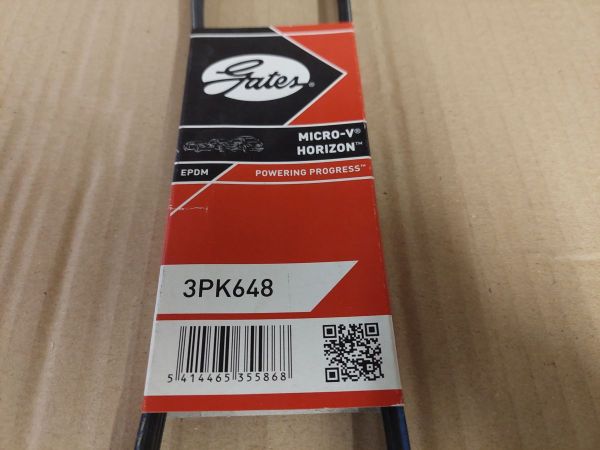 Gates®
MICRO-V®
HORIZON™
EPDM
POWERING PROGRESS™
3PK648
5 414465 355868